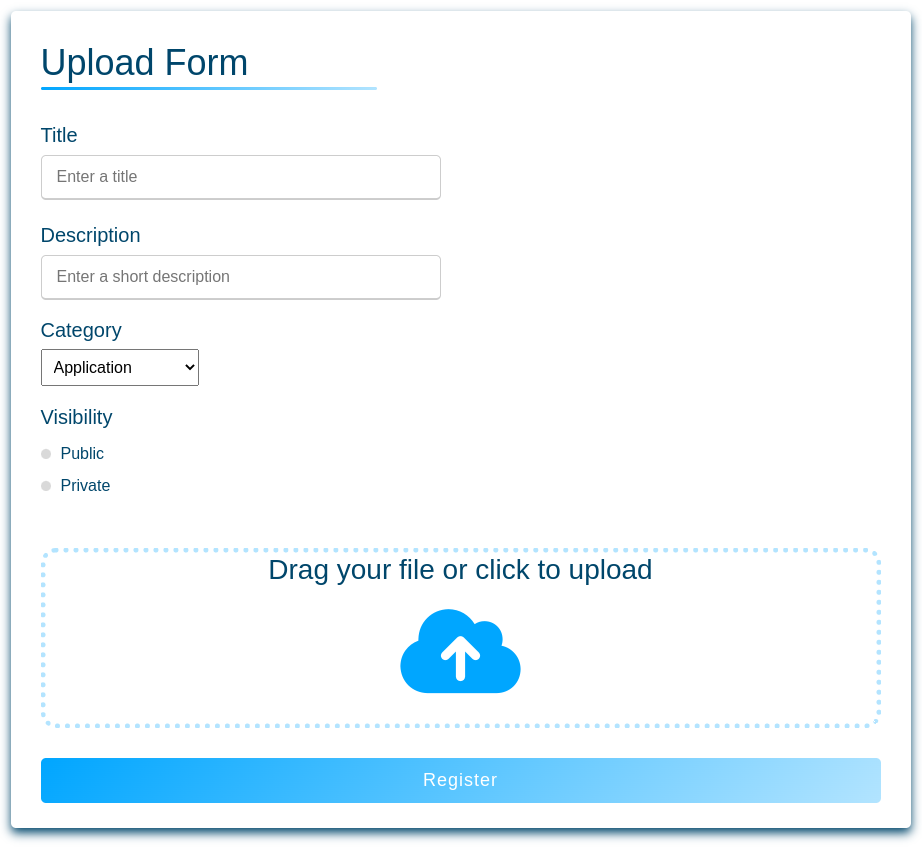 Upload Form
Title
Enter a title
Description
Enter a short description
Category
Application
Visibility
Public
Private
Drag your file or click to upload
Register